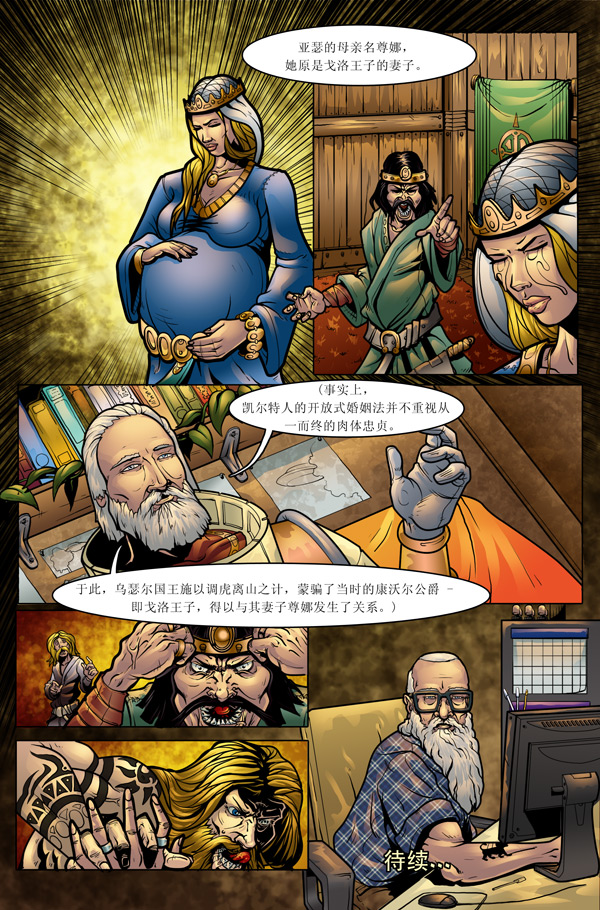 亚瑟的母亲名尊娜，
她原是戈洛王子的妻子。
(事实上，
凯尔特人的开放式婚姻法并不重视从
一而终的肉体忠贞。
于此，乌瑟尔国王施以调虎离山之计，蒙骗了当时的康沃尔公爵 -
即戈洛王子，得以与其妻子尊娜发生了关系。)
待续...